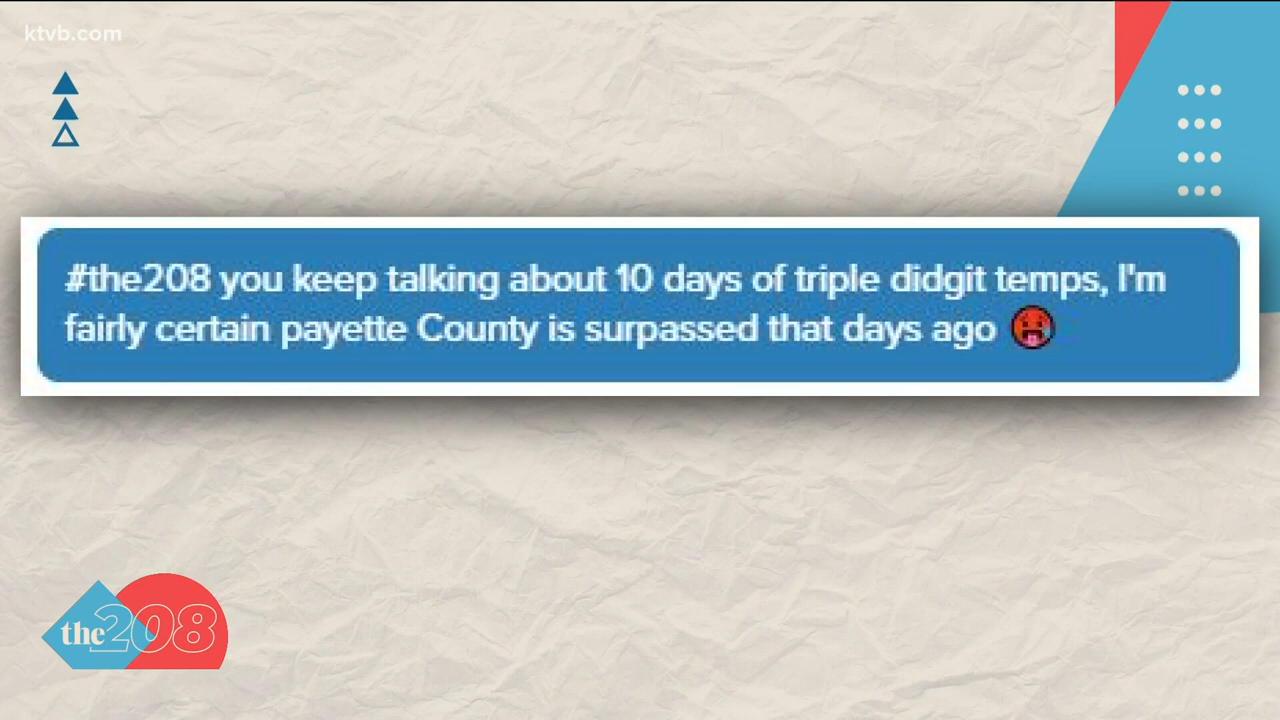 ktvb.com
#the208 you keep talking about 10 days of triple didgit temps, I'm
fairly certain payette County is surpassed that days ago 🥵
the208